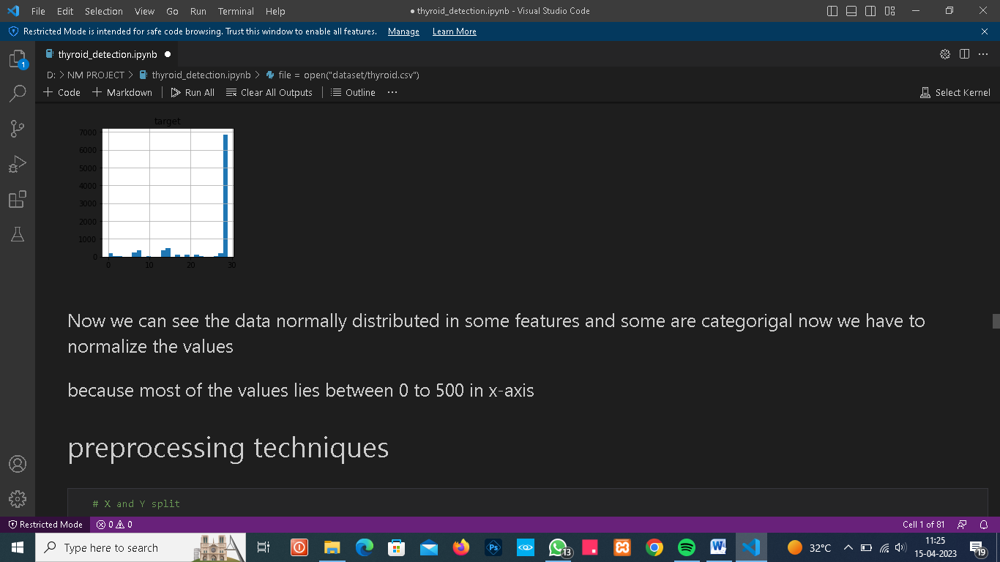 File Edit Selection View Go Run Terminal Help ● thyroid_detection.ipynb - Visual Studio Code
Restricted Mode is intended for safe code browsing. Trust this window to enable all features. Manage Learn More
1
thyroid_detection.ipynb
D: > NM PROJECT > thyroid_detection.ipynb > file = open("dataset/thyroid.csv")
+ Code + Markdown Run All Clear All Outputs Outline ... Select Kernel
target
7000
6000
5000
4000
3000
2000
1000
0
0 10 20 30
Now we can see the data normally distributed in some features and some are categorigal now we have to
normalize the values
because most of the values lies between 0 to 500 in x-axis
preprocessing techniques
# X and Y split
Restricted Mode 0 0 Cell 1 of 81
Type here to search Ps 13 W 32°C 11:25
15-04-2023 19